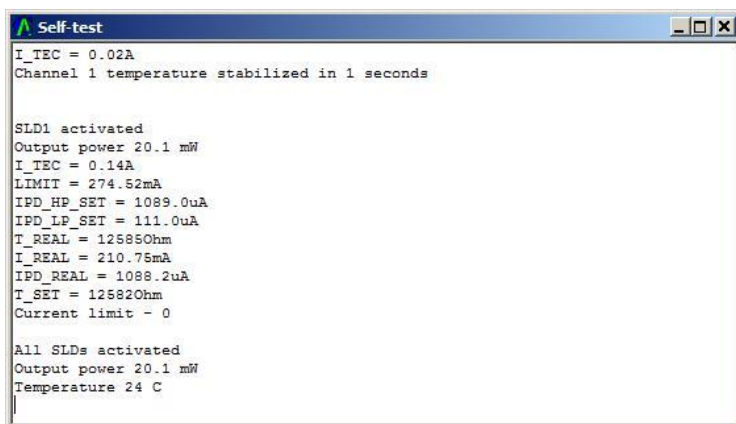 Self-test
I_TEC = 0.02A
Channel 1 temperature stabilized in 1 seconds
SLD1 activated
Output power 20.1 mW
I_TEC = 0.14A
LIMIT = 274.52mA
IPD_HP_SET = 1089.0uA
IPD_LP_SET = 111.0uA
T_REAL = 12585Ohm
I_REAL = 210.75mA
IPD_REAL = 1088.2uA
T_SET = 12582Ohm
Current limit - 0
All SLDs activated
Output power 20.1 mW
Temperature 24 C